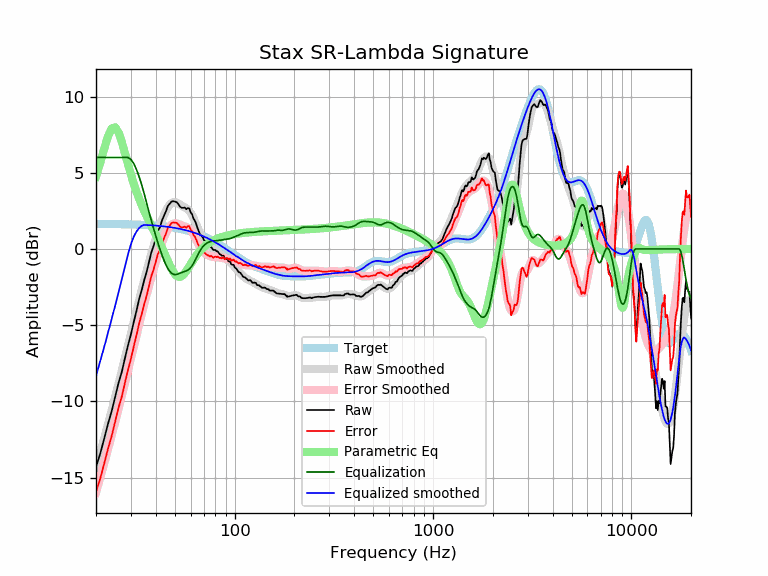 Stax SR-Lambda Signature
Amplitude (dBr)
10
5
0
−5
−10
−15
Target
Raw Smoothed
Error Smoothed
Raw
Error
Parametric Eq
Equalization
Equalized smoothed
100
1000
10000
Frequency (Hz)